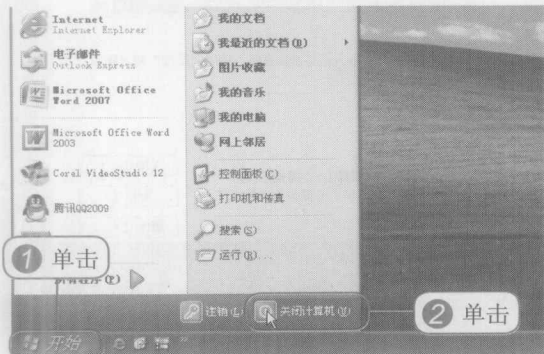 Internet
Internet Explorer
电子邮件
Outlook Express
Microsoft Office
Word 2007
Microsoft Office Word
2003
Corel VideoStudio 12
腾讯QQ2009
所有程序(P)
我的文档
我最近的文档(D)
图片收藏
我的音乐
我的电脑
网上邻居
控制面板(C)
打印机和传真
搜索(S)
运行(R)...
注销(L)
关闭计算机(U)
开始
1 单击
2 单击